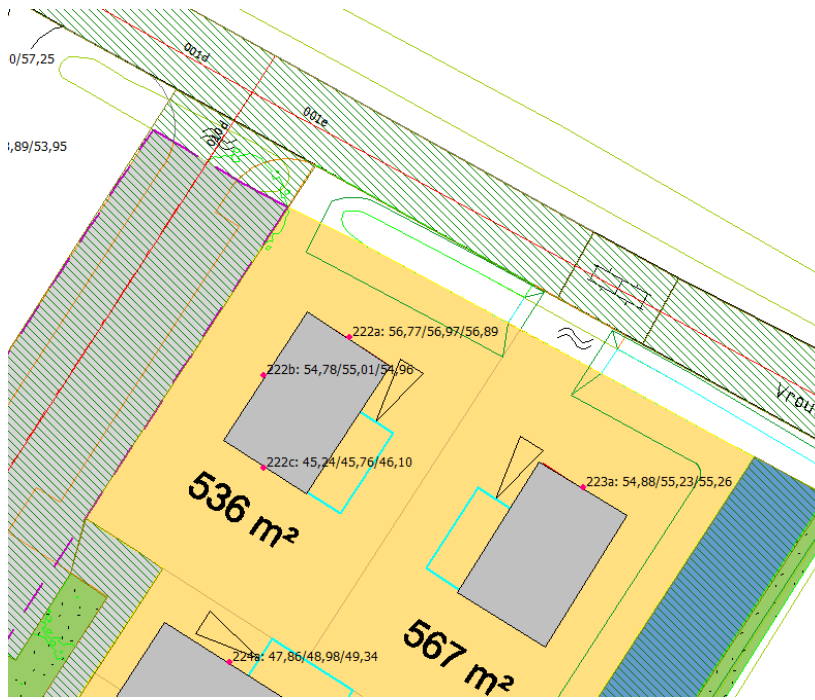 001d
0/57,25
001e
010d
,89/53,95
222a: 56,77/56,97/56,89
222b: 54,78/55,01/54,96
Vrou
222c: 45,24/45,76/46,10
223a: 54,88/55,23/55,26
536 m²
567 m²
224a: 47,86/48,98/49,34